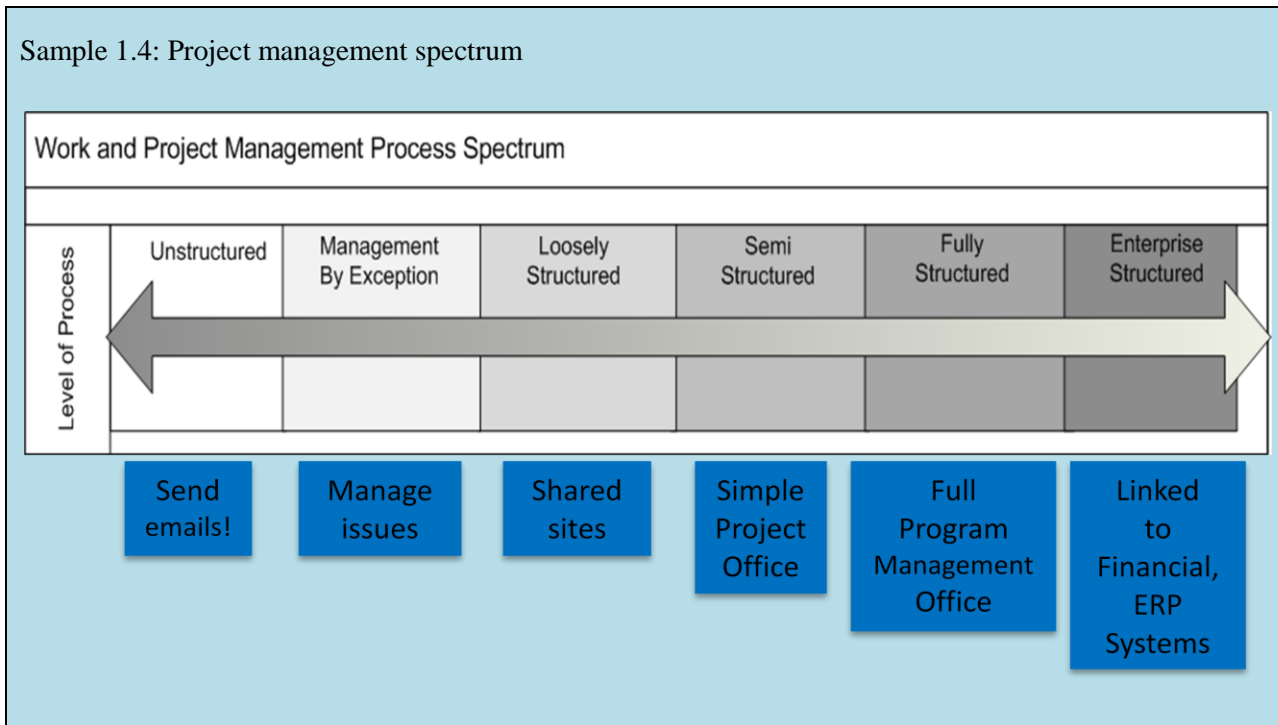 Sample 1.4: Project management spectrum
Work and Project Management Process Spectrum
Level of Process
Unstructured
Management
By Exception
Loosely
Structured
Semi
Structured
Fully
Structured
Enterprise
Structured
Send
emails!
Manage
issues
Shared
sites
Simple
Project
Office
Full
Program
Management
Office
Linked
to
Financial,
ERP
Systems